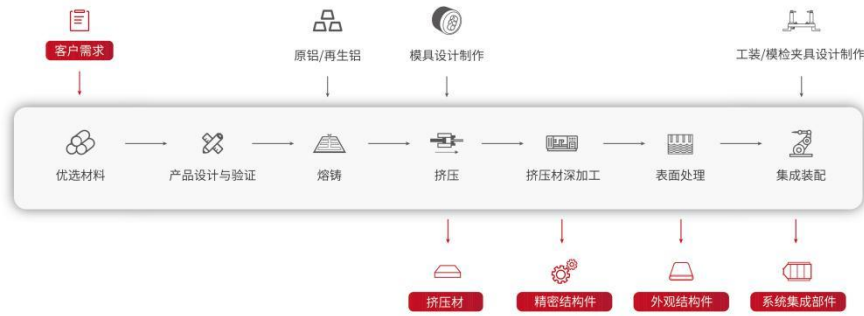 客户需求
原铝/再生铝
模具设计制作
工装/模检夹具设计制作
优选材料
产品设计与验证
熔铸
挤压
挤压材深加工
表面处理
集成装配
挤压材
精密结构件
外观结构件
系统集成部件